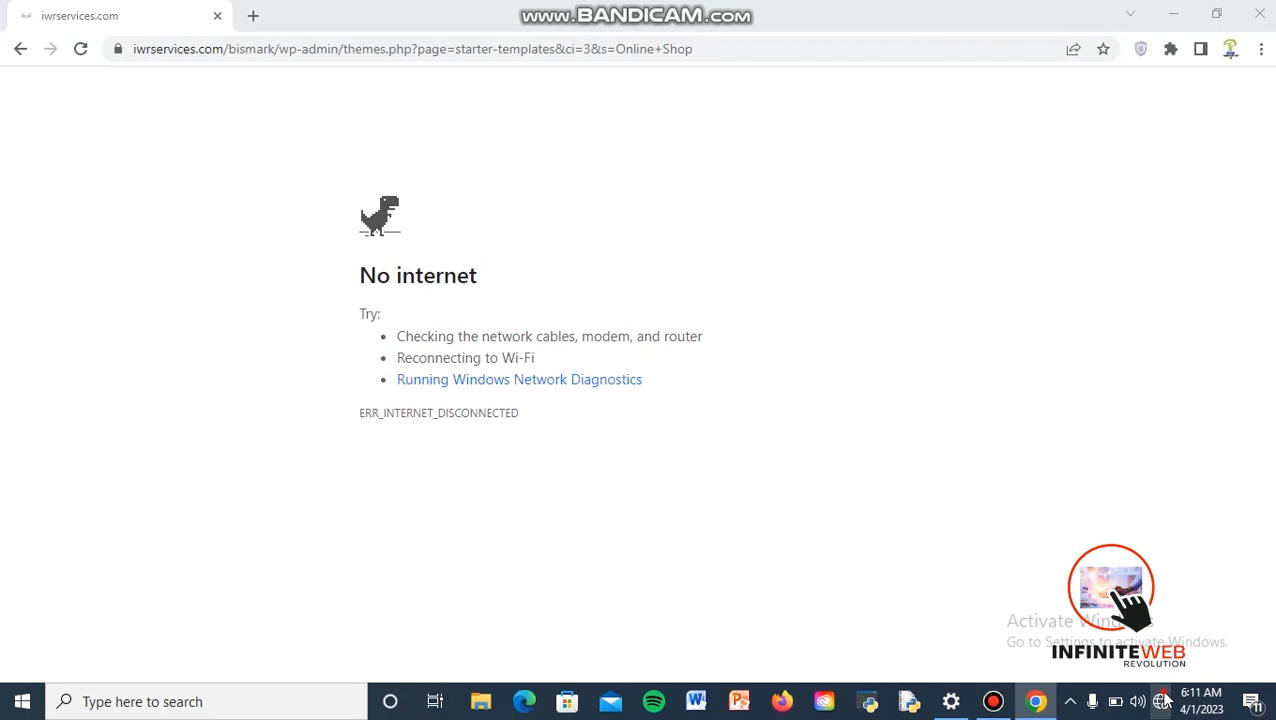 iwrservices.com
www.BANDICAM.com
iwrservices.com/bismark/wp-admin/themes.php?page=starter-templates&ci=3&s=Online+Shop
No internet
Try:
Checking the network cables, modem, and router
Reconnecting to Wi-Fi
Running Windows Network Diagnostics
ERR_INTERNET_DISCONNECTED
Activate Windows
Go to Settings to activate Windows.
INFINITEWEB
REVOLUTION
Type here to search
6:11 AM
4/1/2023
11